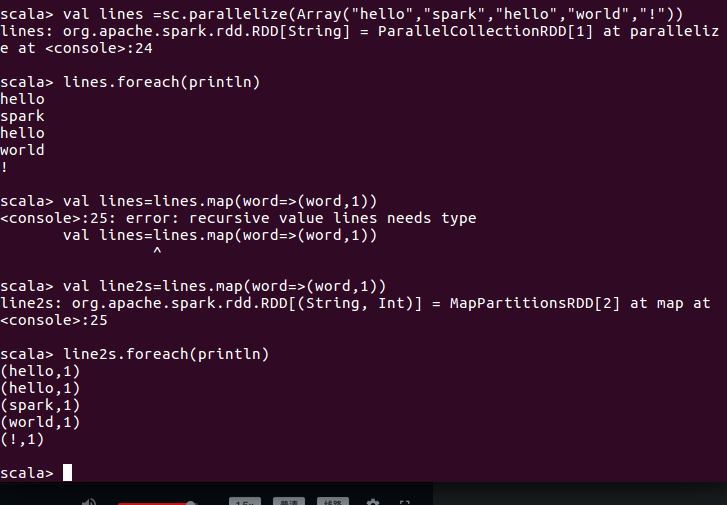 scala> val lines =sc.parallelize(Array("hello","spark","hello","world","!"))
lines: org.apache.spark.rdd.RDD[String] = ParallelCollectionRDD[1] at paralleliz
e at <console>:24
scala> lines.foreach(println)
hello
spark
hello
world
!
scala> val lines=lines.map(word=>(word,1))
<console>:25: error: recursive value lines needs type
       val lines=lines.map(word=>(word,1))
                 ^
scala> val line2s=lines.map(word=>(word,1))
line2s: org.apache.spark.rdd.RDD[(String, Int)] = MapPartitionsRDD[2] at map at
<console>:25
scala> line2s.foreach(println)
(hello,1)
(hello,1)
(spark,1)
(world,1)
(!,1)
scala>